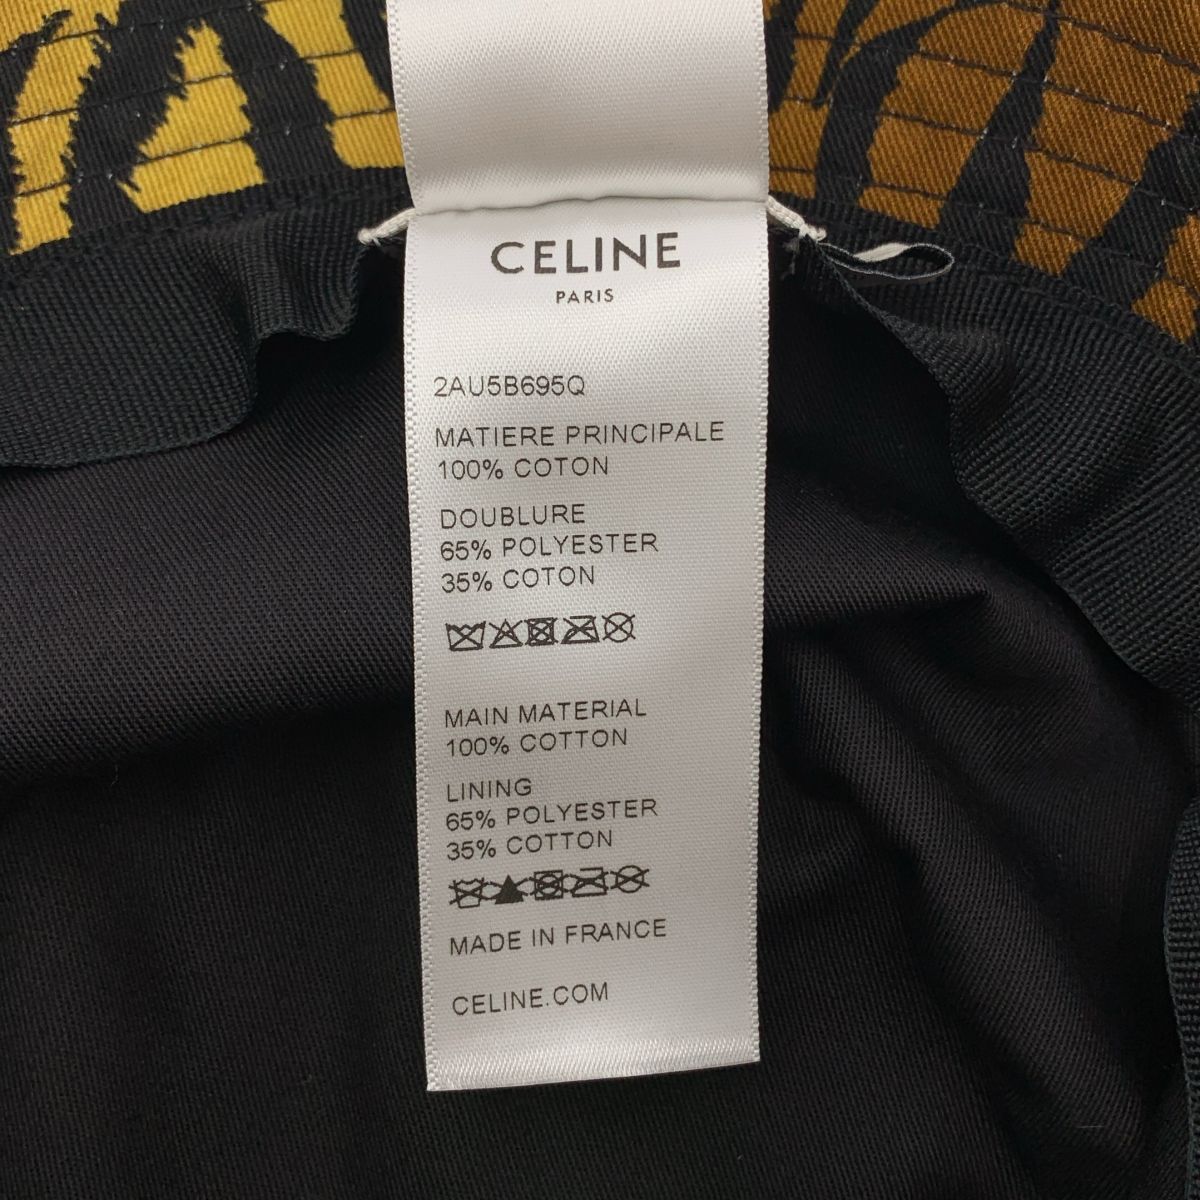 CELINE
PARIS
2AU5B695Q
MATIERE PRINCIPALE
100% COTON
DOUBLURE
65% POLYESTER
35% COTON
MAIN MATERIAL
100% COTTON
LINING
65% POLYESTER
35% COTTON
MADE IN FRANCE
CELINE.COM